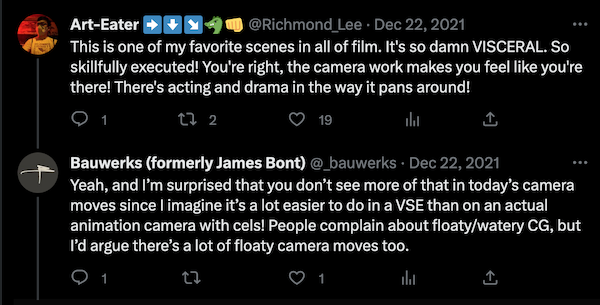 Art-Eater ➡️⬇️↘️🐲👊 @Richmond_Lee · Dec 22, 2021
This is one of my favorite scenes in all of film. It's so damn VISCERAL. So
skillfully executed! You're right, the camera work makes you feel like you're
there! There's acting and drama in the way it pans around!
1 2 19
Bauwerks (formerly James Bont) @_bauwerks · Dec 22, 2021
Yeah, and I’m surprised that you don’t see more of that in today’s camera
moves since I imagine it’s a lot easier to do in a VSE than on an actual
animation camera with cels! People complain about floaty/watery CG, but
I’d argue there’s a lot of floaty camera moves too.
1 1